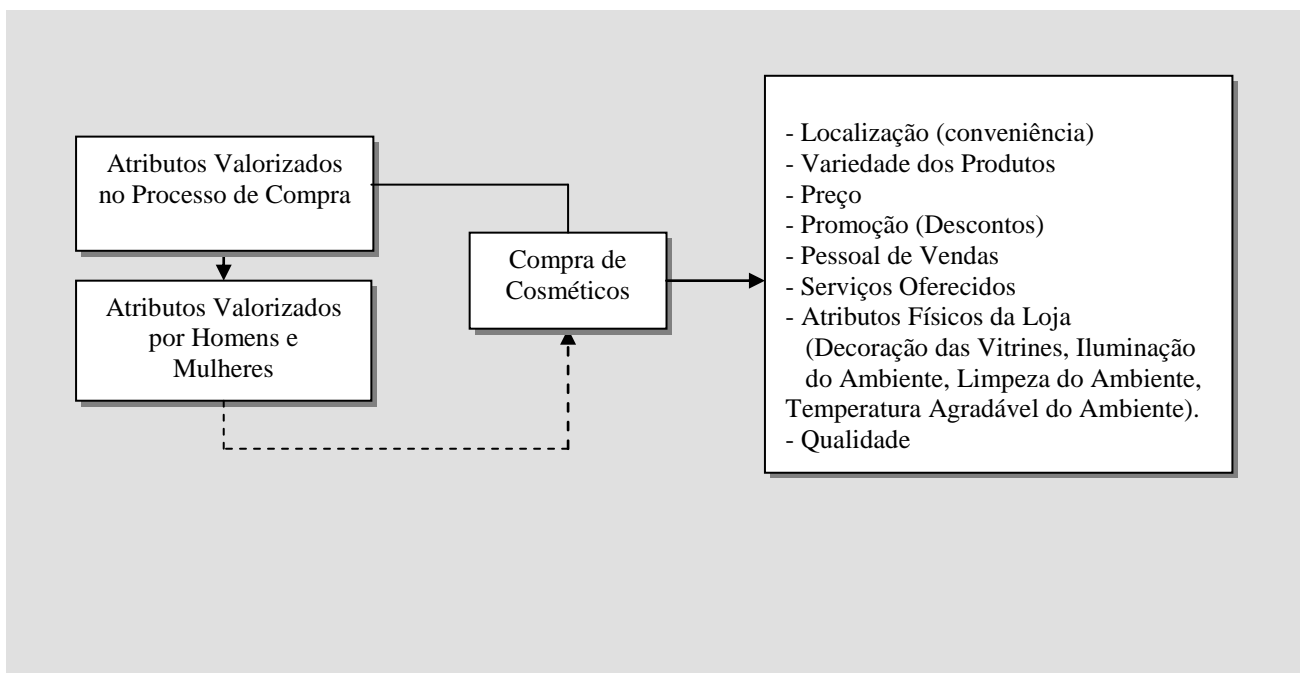 Atributos Valorizados
no Processo de Compra
Atributos Valorizados
por Homens e
Mulheres
Compra de
Cosméticos
- Localização (conveniência)
- Variedade dos Produtos
- Preço
- Promoção (Descontos)
- Pessoal de Vendas
- Serviços Oferecidos
- Atributos Físicos da Loja
(Decoração das Vitrines, Iluminação
do Ambiente, Limpeza do Ambiente,
Temperatura Agradável do Ambiente).
- Qualidade